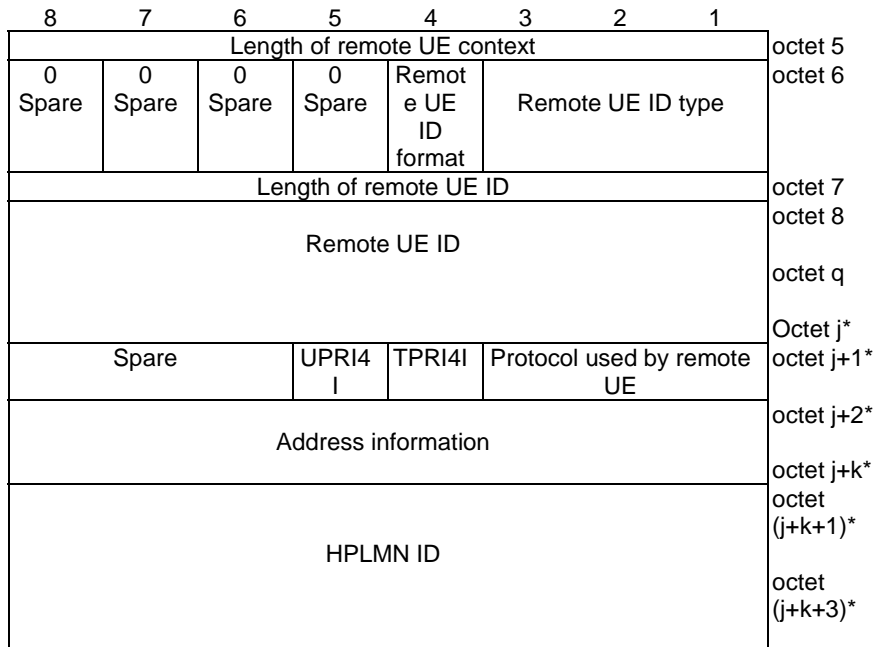 8 7 6 5 4 3 2 1
Length of remote UE context octet 5
0 0 0 0 Remot octet 6
Spare Spare Spare Spare e UE Remote UE ID type
ID
format
Length of remote UE ID octet 7
octet 8
Remote UE ID
octet q
Octet j*
Spare UPRI4 TPRI4I Protocol used by remote octet j+1*
I UE
octet j+2*
Address information
octet j+k*
octet
(j+k+1)*
HPLMN ID
octet
(j+k+3)*